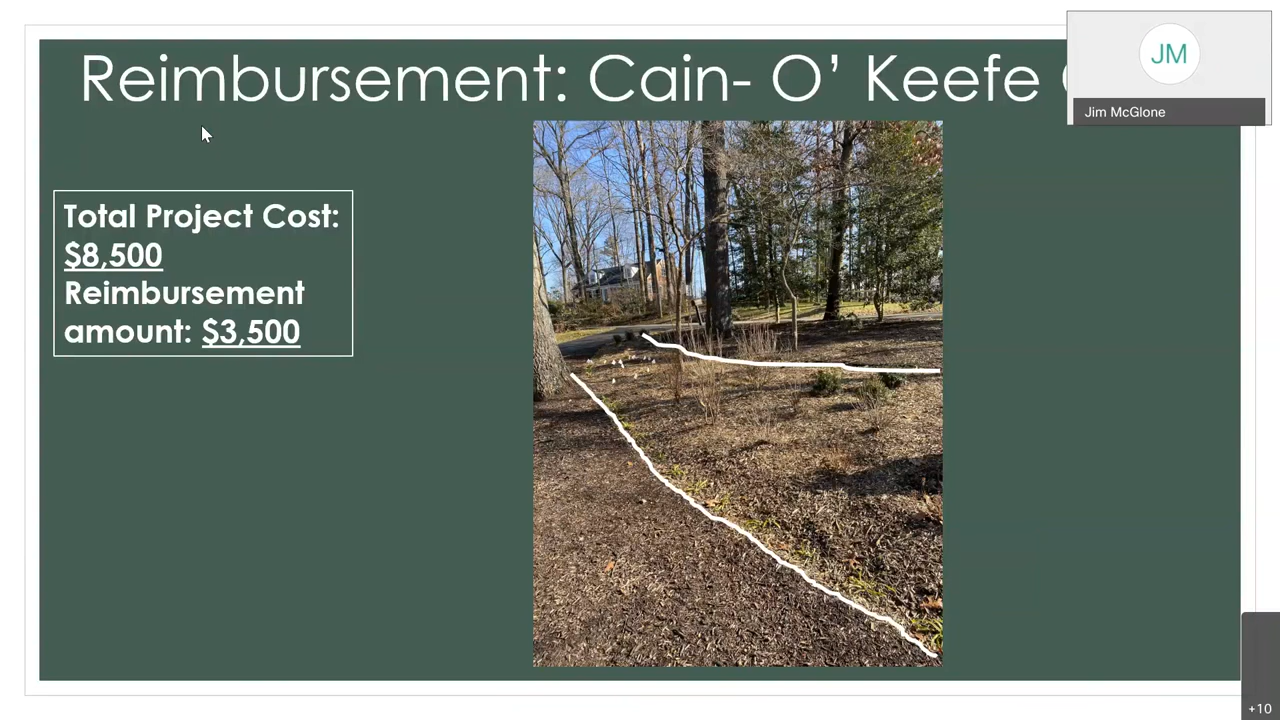 Reimbursement: Cain- O’ Keefe
JM
Jim McGlone
Total Project Cost:
$8,500
Reimbursement
amount: $3,500
+10